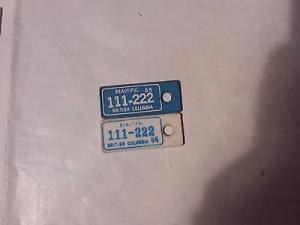 BEAUTIFUL 65
111-222
BRITISH COLUMBIA
BEAUTIFUL
111-222
BRITISH COLUMBIA 66